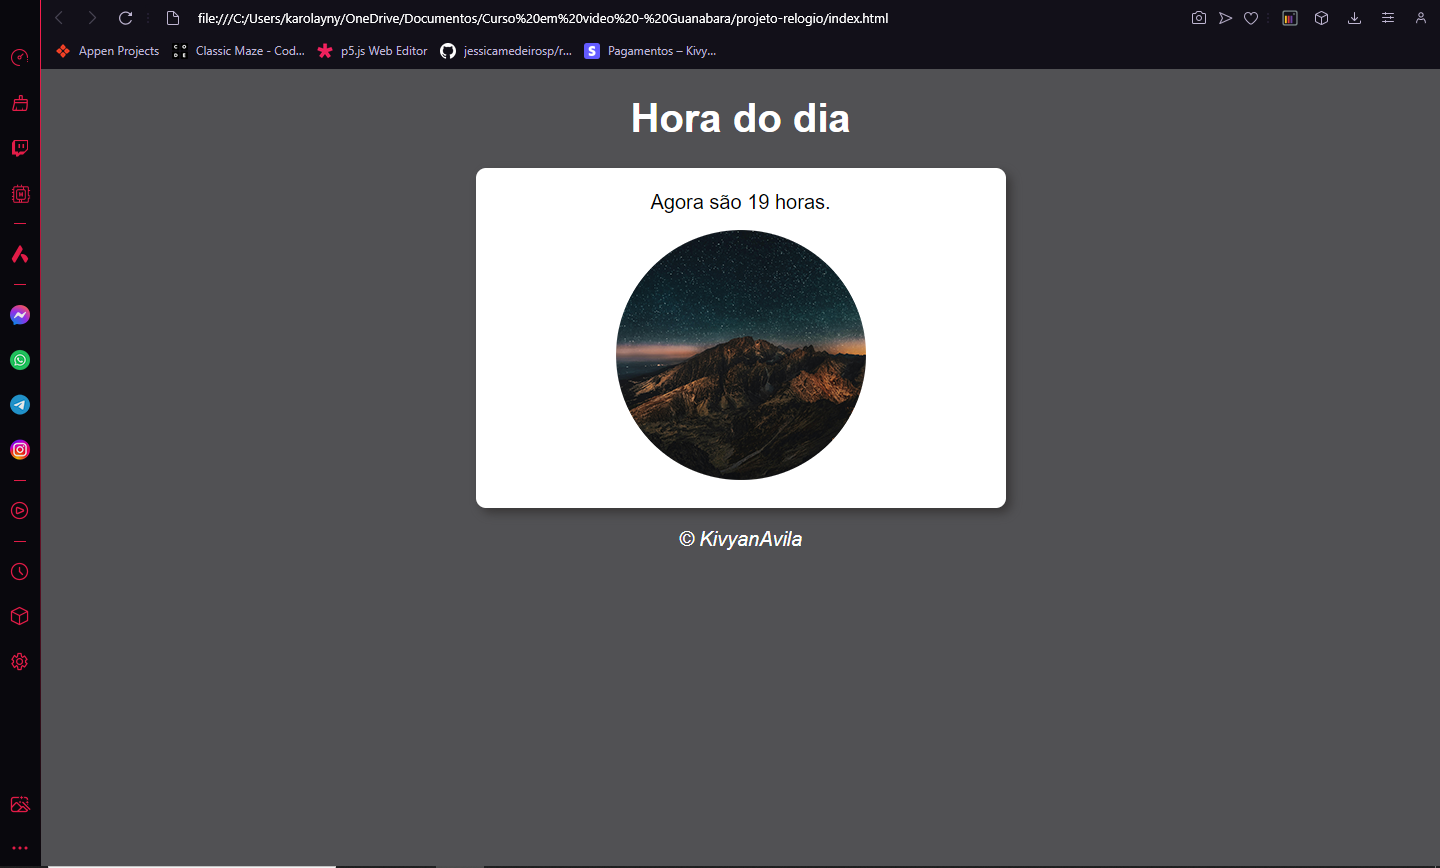 file:///C:/Users/karolayny/OneDrive/Documentos/Curso%20em%20video%20-%20Guanabara/projeto-relogio/index.html
Appen Projects Classic Maze - Cod... p5.js Web Editor jessicamedeirosp/r... S Pagamentos – Kivy...
Hora do dia
Agora são 19 horas.
© KivyanAvila